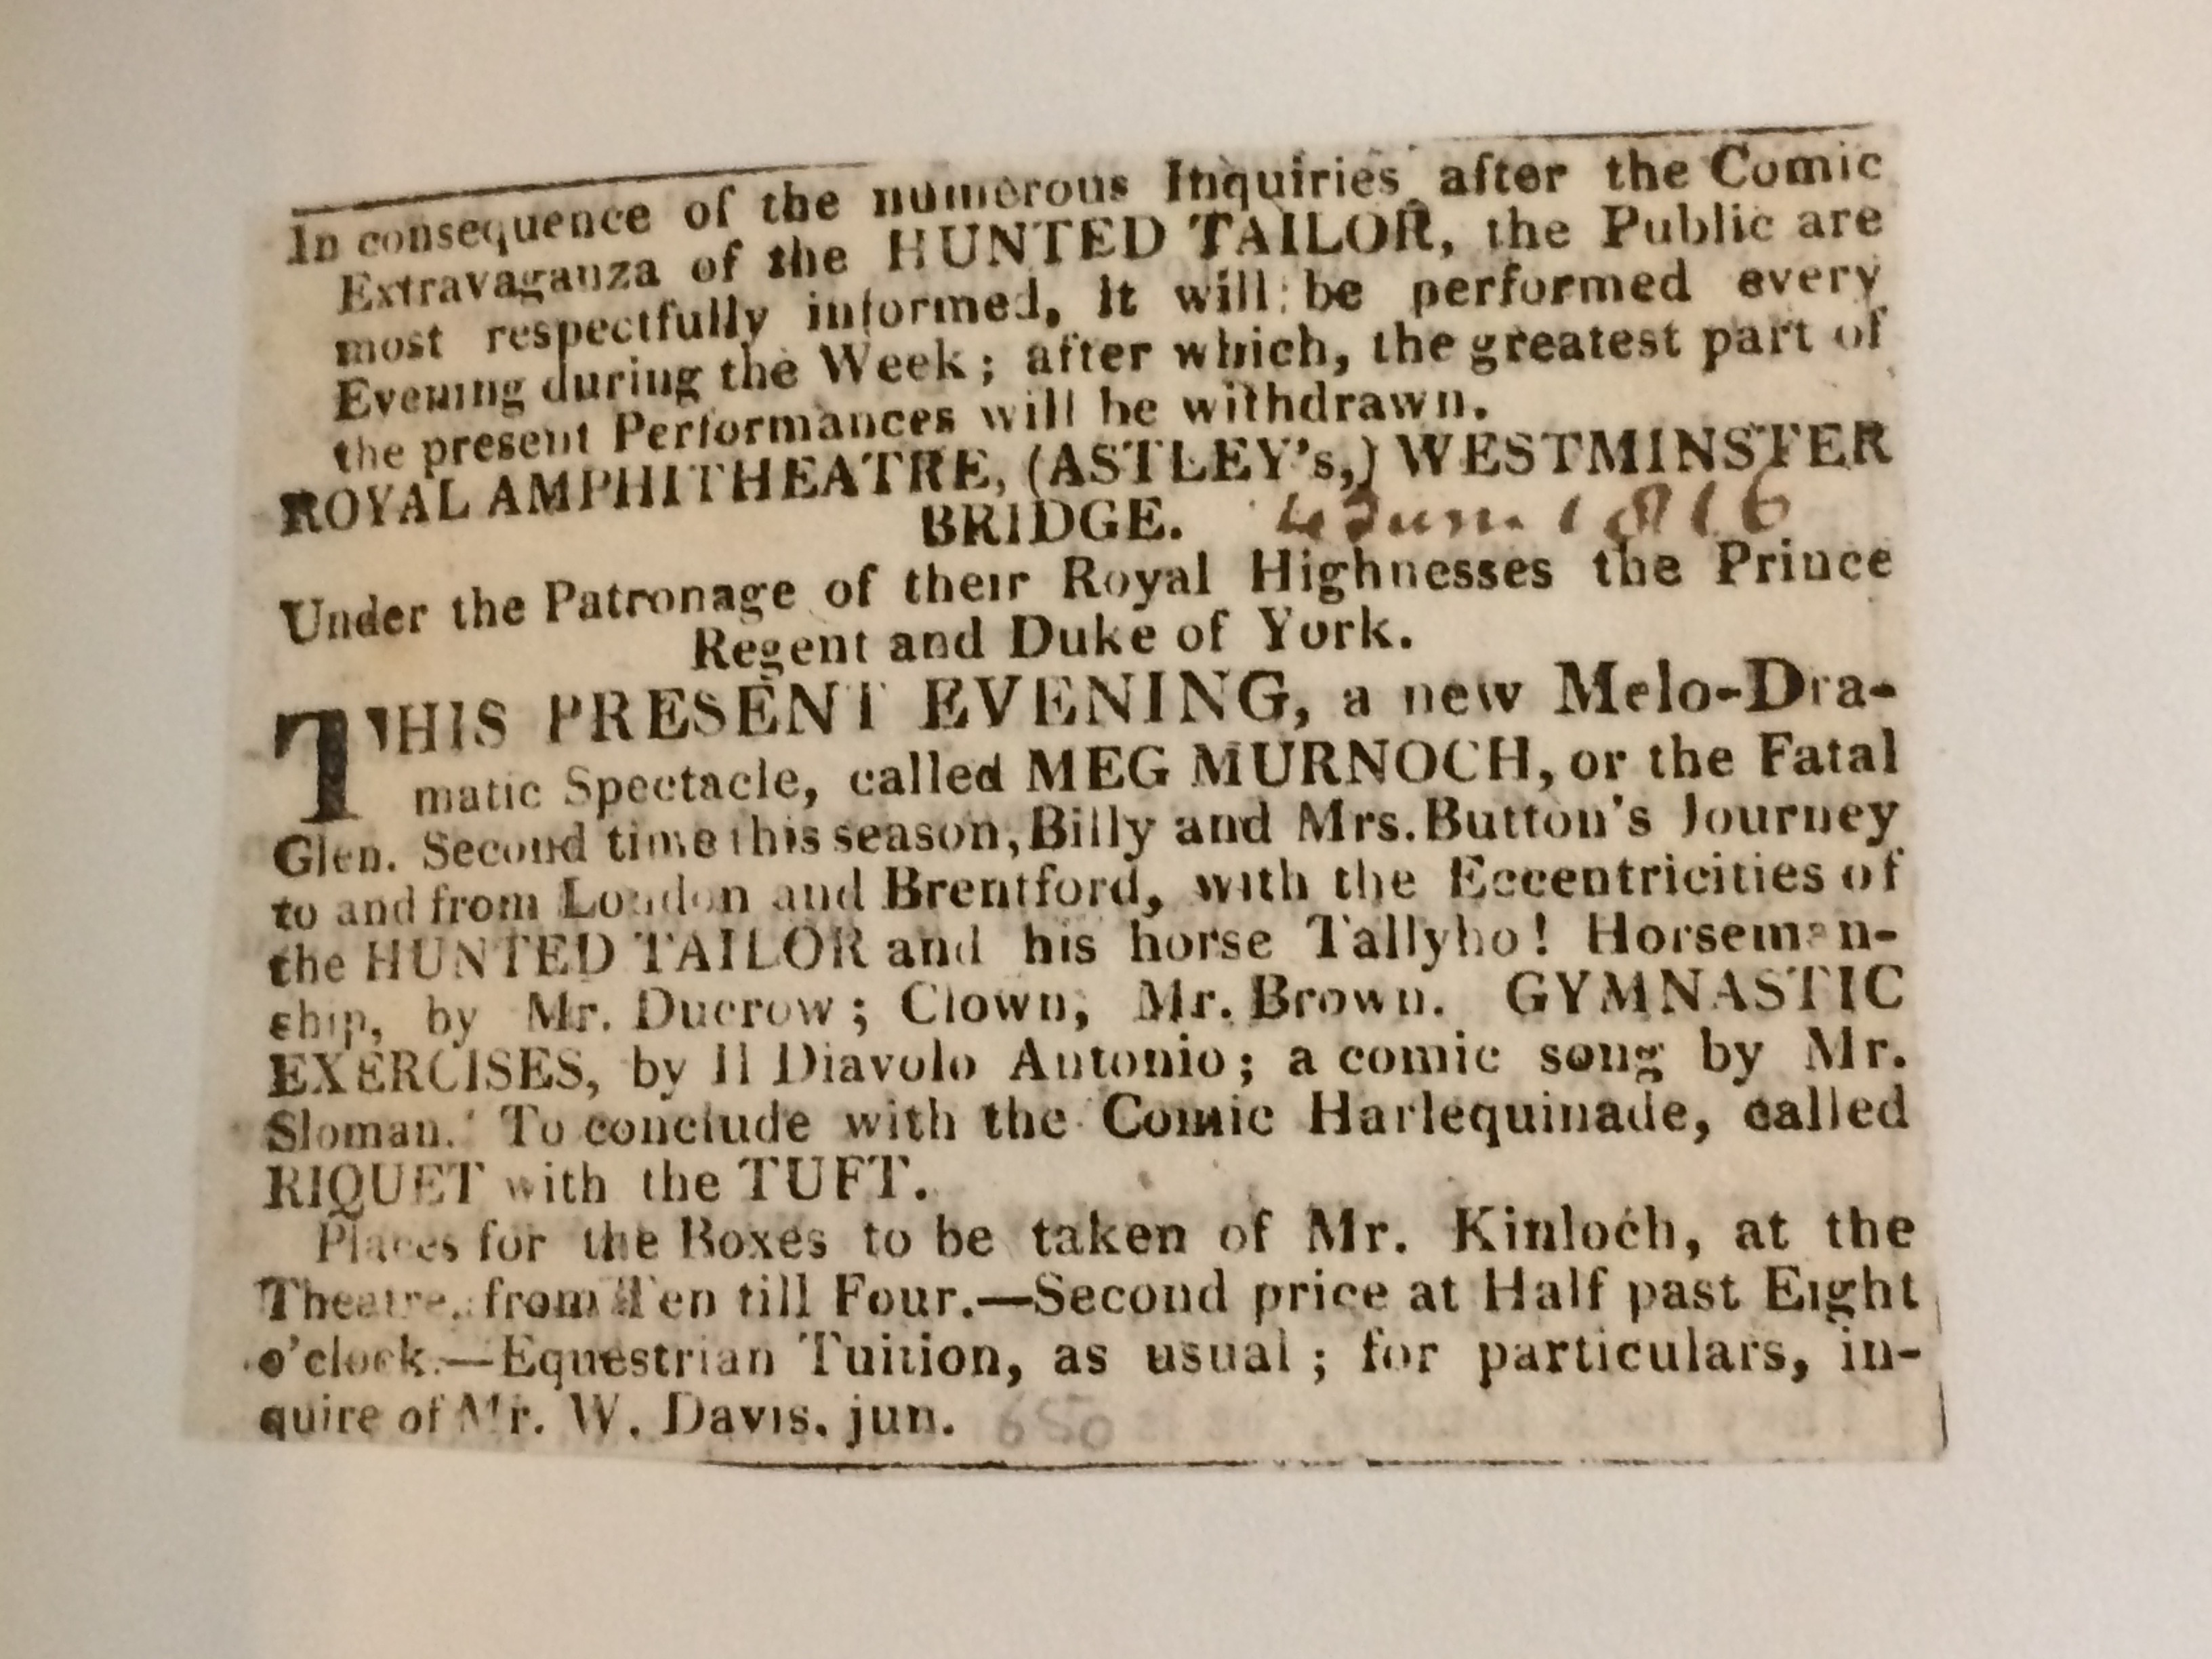 In consequence of the numerous Inquiries after the Comic
Extravaganza of the HUNTED TAILOR, the Public are
most respectfully informed, it will be performed every
Evening during the Week; after which, the greatest part of
the present Performances will be withdrawn.
ROYAL AMPHITHEATRE, (ASTLEY's,) WESTMINSTER
BRIDGE. 4 June 1816
Under the Patronage of their Royal Highnesses the Prince
Regent and Duke of York.
THIS PRESENT EVENING, a new Melo-Dra-
matic Spectacle, called MEG MURNOCH, or the Fatal
Glen. Second time this season, Billy and Mrs. Button's Journey
to and from London and Brentford, with the Eccentricities of
the HUNTED TAILOR and his horse Tallyho! Horseman-
ship, by Mr. Ducrow; Clown, Mr. Brown. GYMNASTIC
EXERCISES, by Il Diavolo Antonio; a comic song by Mr.
Sloman. To conclude with the Comic Harlequinade, called
RIQUET with the TUFT.
Places for the Boxes to be taken of Mr. Kinloch, at the
Theatre, from Ten till Four.—Second price at Half past Eight
o'clock.—Equestrian Tuition, as usual; for particulars, in-
quire of Mr. W. Davis, jun. 650